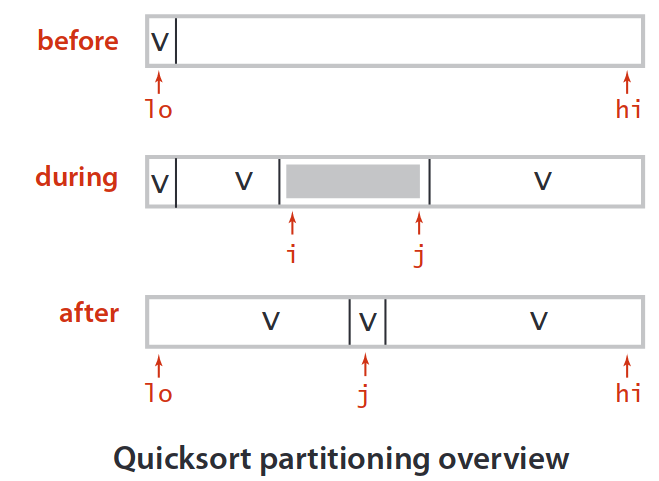 before v
lo hi
during v v v
i j
after v v v
lo j hi
Quicksort partitioning overview